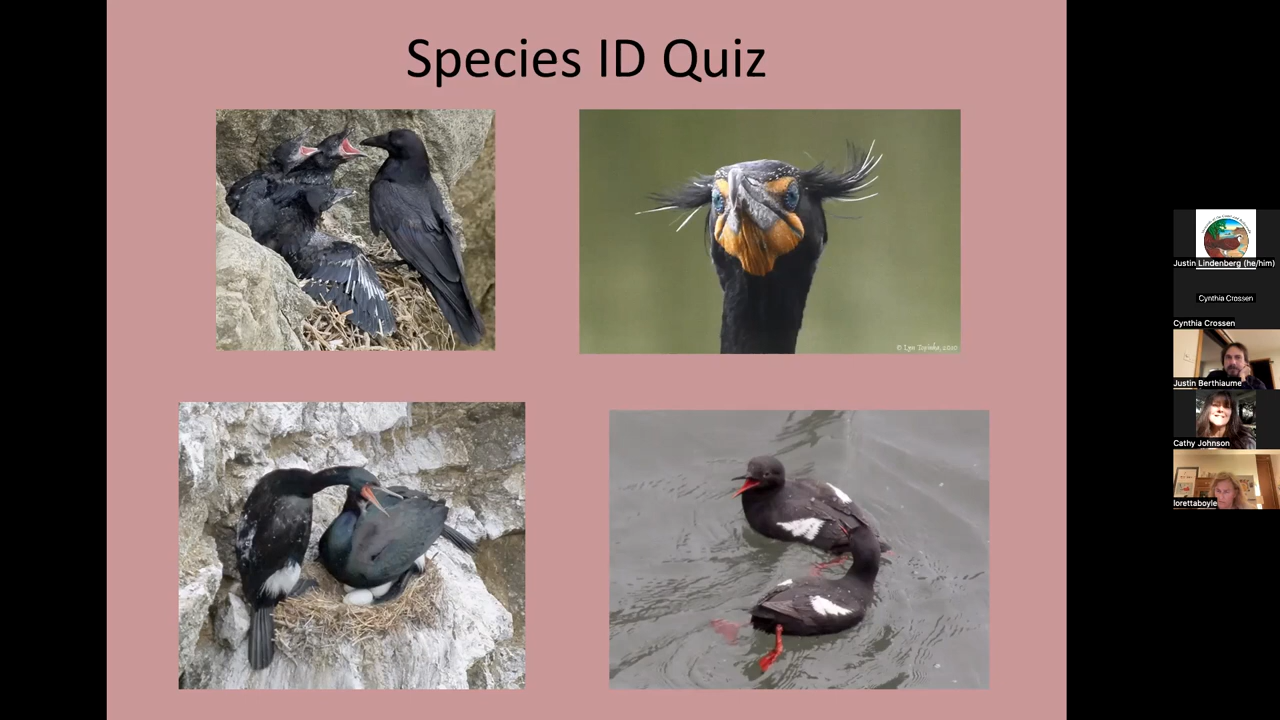 Species ID Quiz
Justin Lindenberg (he/him)
Cynthia Crossen
Cynthia Crossen
Justin Berthiaume
Cathy Johnson
lorettaboyle